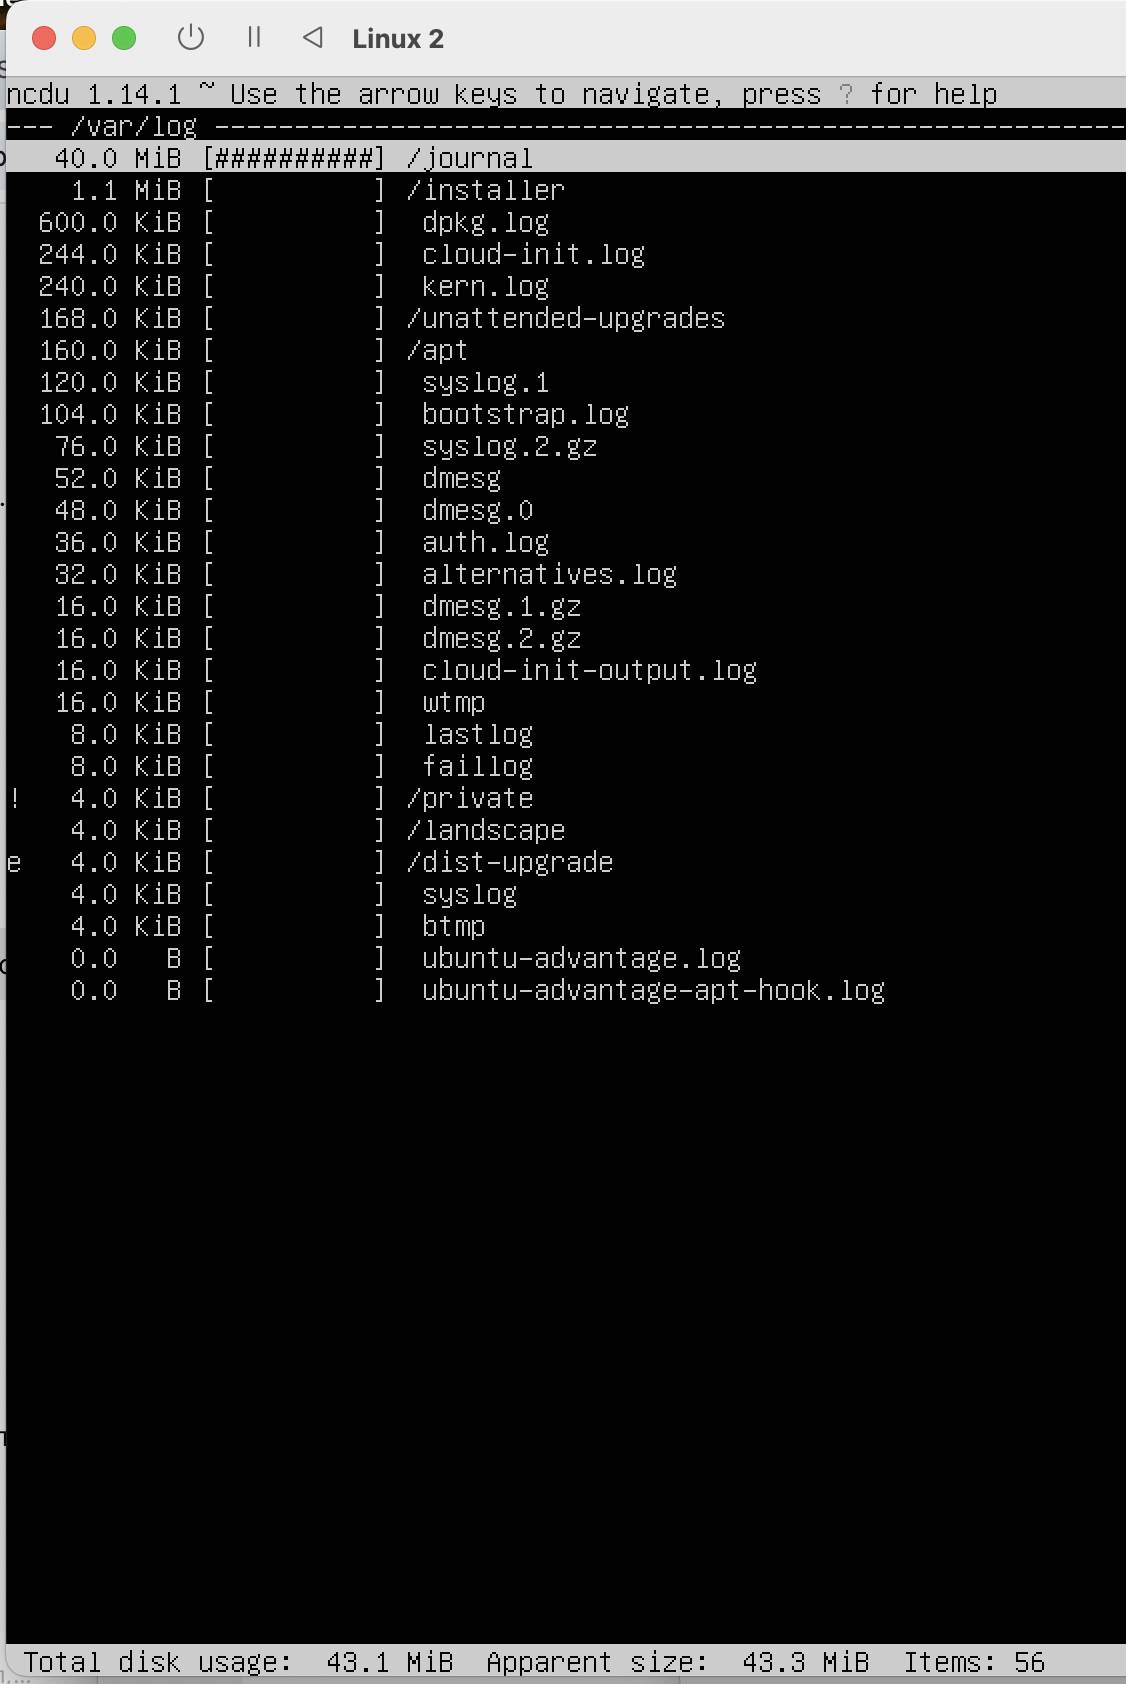 Linux 2
ncdu 1.14.1 ~ Use the arrow keys to navigate, press ? for help
--- /var/log ---------------------------------------------------------
40.0 MiB [##########] /journal
1.1 MiB [          ] /installer
600.0 KiB [          ]  dpkg.log
244.0 KiB [          ]  cloud-init.log
240.0 KiB [          ]  kern.log
168.0 KiB [          ] /unattended-upgrades
160.0 KiB [          ] /apt
120.0 KiB [          ]  syslog.1
104.0 KiB [          ]  bootstrap.log
76.0 KiB [          ]  syslog.2.gz
52.0 KiB [          ]  dmesg
48.0 KiB [          ]  dmesg.0
36.0 KiB [          ]  auth.log
32.0 KiB [          ]  alternatives.log
16.0 KiB [          ]  dmesg.1.gz
16.0 KiB [          ]  dmesg.2.gz
16.0 KiB [          ]  cloud-init-output.log
16.0 KiB [          ]  wtmp
8.0 KiB [          ]  lastlog
8.0 KiB [          ]  faillog
! 4.0 KiB [          ] /private
4.0 KiB [          ] /landscape
e 4.0 KiB [          ] /dist-upgrade
4.0 KiB [          ]  syslog
4.0 KiB [          ]  btmp
0.0   B [          ]  ubuntu-advantage.log
0.0   B [          ]  ubuntu-advantage-apt-hook.log
Total disk usage:  43.1 MiB  Apparent size:  43.3 MiB  Items: 56